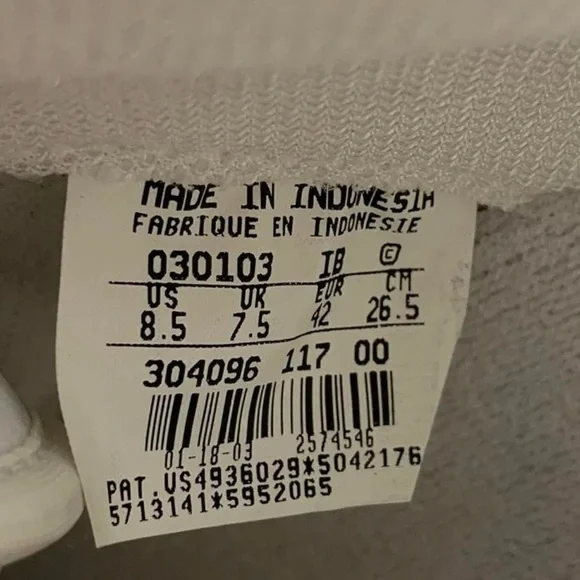 MADE IN INDONESIA
FABRIQUE EN INDONESIE
030103 IB ©
US UK EUR CM
8.5 7.5 42 26.5
304096 117 00
01-18-03 2574546
PAT.US4936029*5042176
5713141*5952065